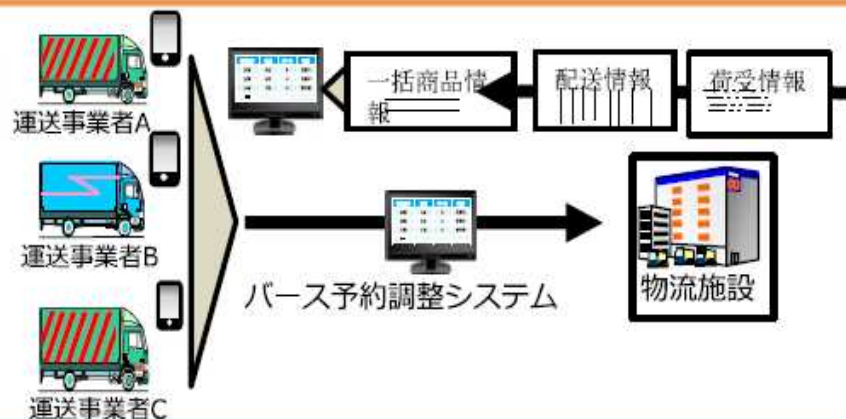 運送事業者A
一括商品情
報
配送情報
荷受情報
運送事業者B
バース予約調整システム
物流施設
運送事業者C